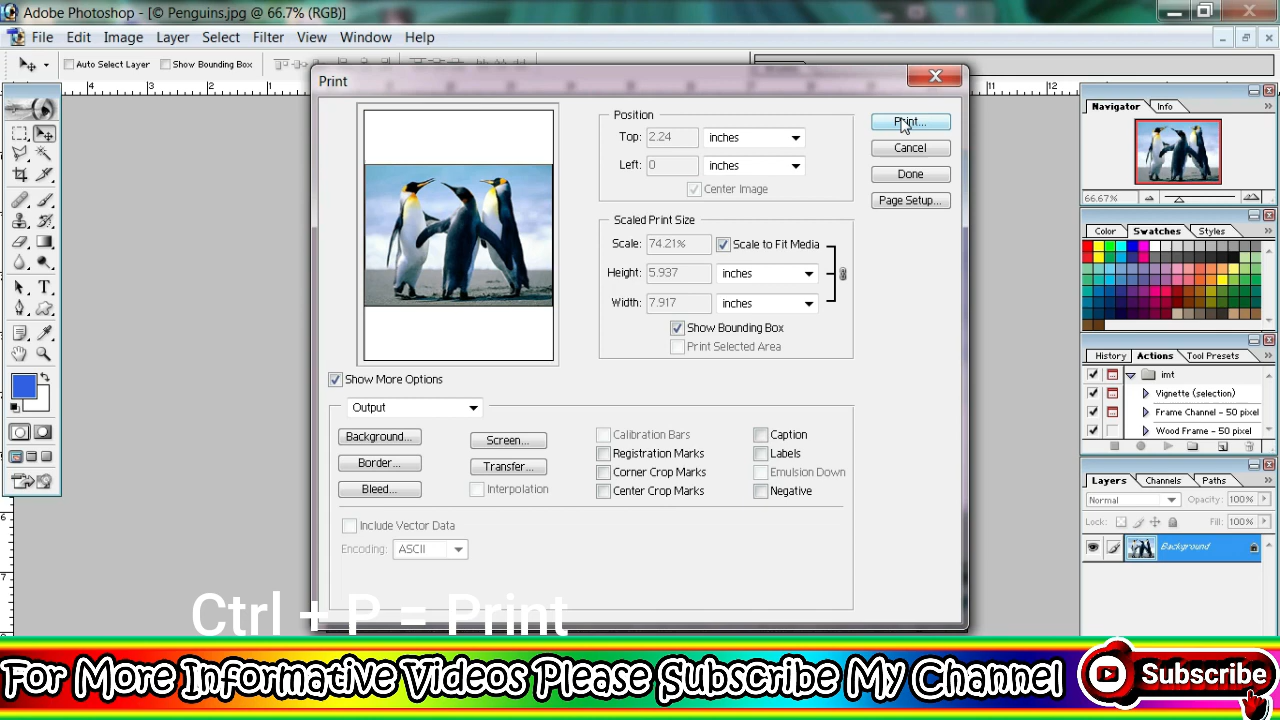 Adobe Photoshop - [© Penguins.jpg @ 66.7% (RGB)]
File Edit Image Layer Select Filter View Window Help
Auto Select Layer Show Bounding Box
4 3 2 11 12
Print
Position
Top: 2.24 inches
Left: 0 inches
Center Image
Scaled Print Size
Scale: 74.21% Scale to Fit Media
Height: 5.937 inches
Width: 7.917 inches
Show Bounding Box
Print Selected Area
Print...
Cancel
Done
Page Setup...
Show More Options
Output
Background...
Border...
Bleed...
Screen...
Transfer...
Interpolation
Calibration Bars
Registration Marks
Corner Crop Marks
Center Crop Marks
Caption
Labels
Emulsion Down
Negative
Include Vector Data
Encoding: ASCII
Navigator Info
66.67%
Color Swatches Styles
History Actions Tool Presets
imt
Vignette (selection)
Frame Channel - 50 pixel
Wood Frame - 50 pixel
Layers Channels Paths
Normal Opacity: 100%
Lock: Fill: 100%
Background
6
7
Ctrl + P = Print
For More Informative Videos Please Subscribe My Channel
Subscribe